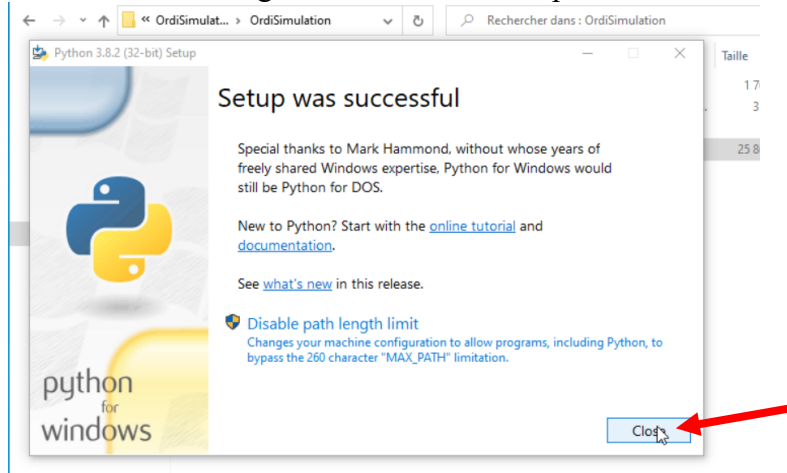 « OrdiSimulat... > OrdiSimulation
Rechercher dans : OrdiSimulation
Python 3.8.2 (32-bit) Setup
Taille
Setup was successful
Special thanks to Mark Hammond, without whose years of
freely shared Windows expertise, Python for Windows would
still be Python for DOS.
New to Python? Start with the online tutorial and
documentation.
See what's new in this release.
Disable path length limit
Changes your machine configuration to allow programs, including Python, to
bypass the 260 character "MAX_PATH" limitation.
python
for
windows
Close